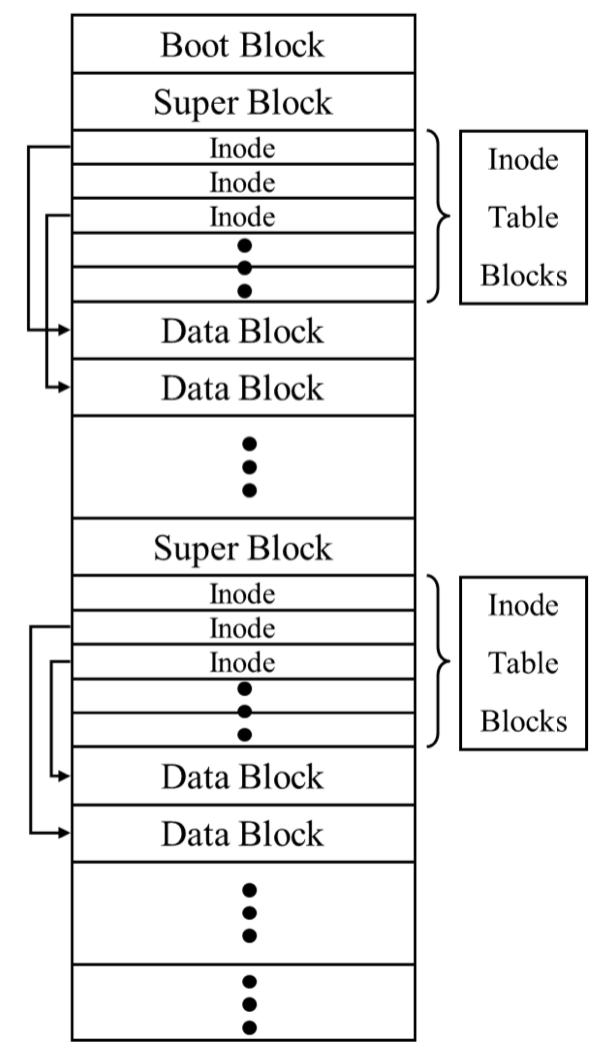 Boot Block
Super Block
Inode
Inode
Inode
Inode
Table
Blocks
Data Block
Data Block
Super Block
Inode
Inode
Inode
Inode
Table
Blocks
Data Block
Data Block